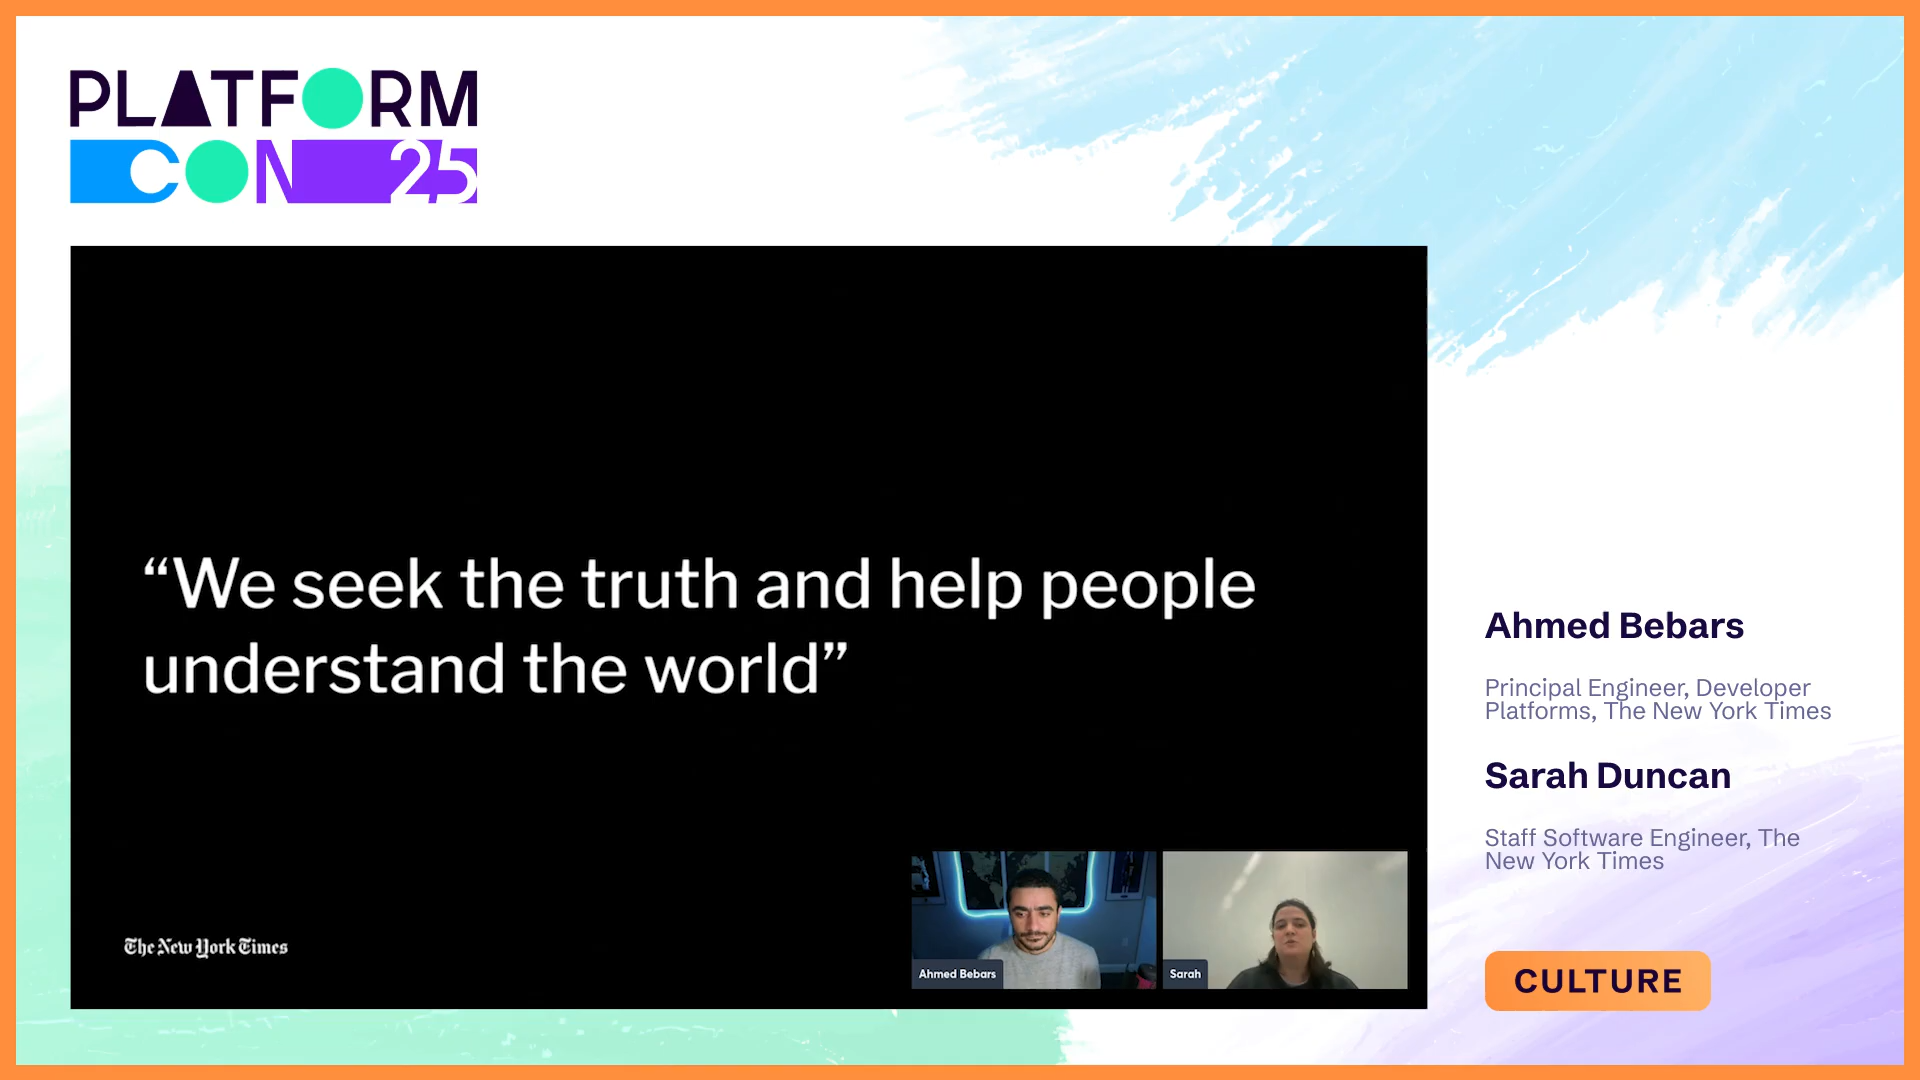 PLATFORM
CON 25
“We seek the truth and help people
understand the world”
The New York Times
Ahmed Bebars
Sarah
Ahmed Bebars
Principal Engineer, Developer
Platforms, The New York Times
Sarah Duncan
Staff Software Engineer, The
New York Times
CULTURE